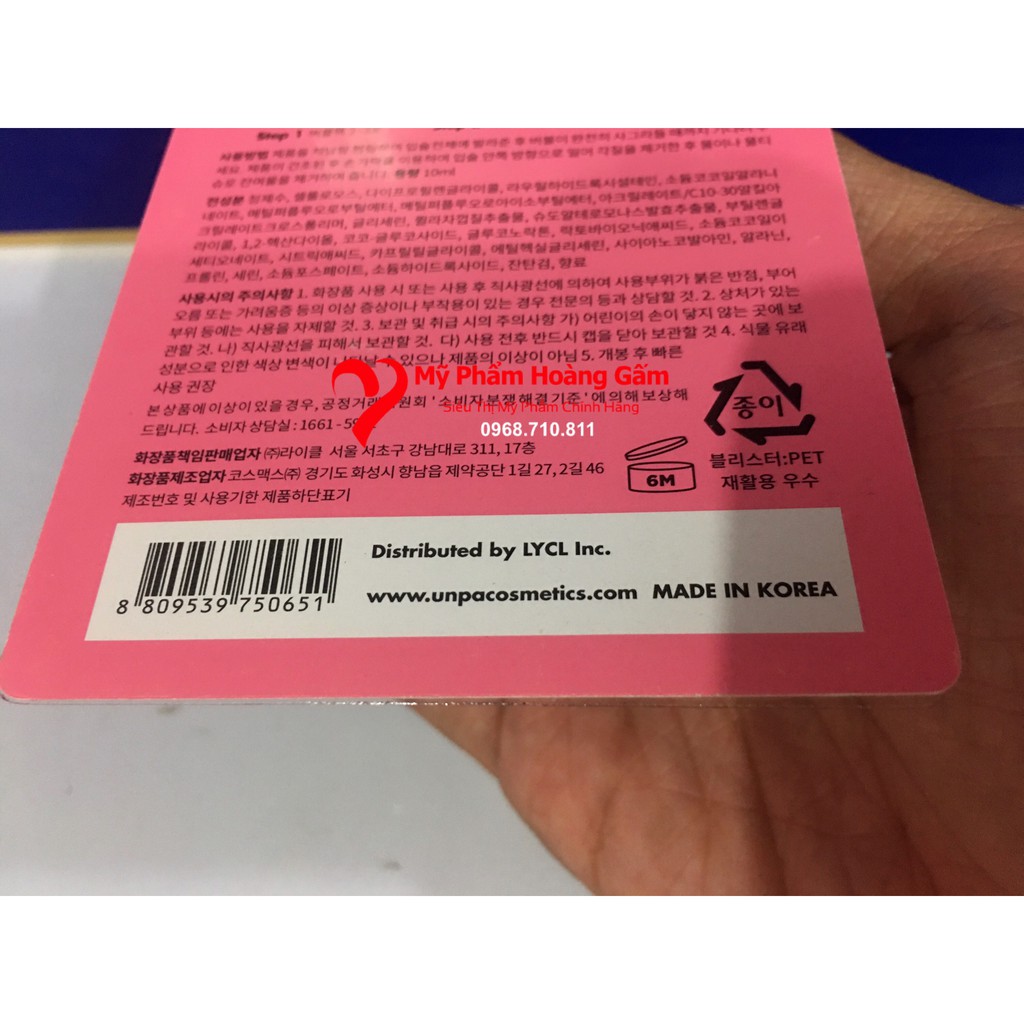 Step 1
사용방법 제품을 적당량 입술 전체에 발라준 후 버블이 완전히 사그라들 때까지
세요. 제품이 건조된 후 손가락을 이용하여 입술 안쪽 방향으로 밀어 각질을 제거한 후 물이나 물티
슈로 잔여물을 제거하여 줍니다. 용량 10ml
전성분 정제수, 셀룰로오스, 다이프로필렌글라이콜, 라우릴하이드록시설테인, 소듐코코일알라니
네이트, 메틸퍼플루오로부틸에터, 메틸퍼플루오로아이소부틸에터, 아크릴레이트/C10-30알킬아
크릴레이트크로스폴리머, 글리세린, 퀼라자껍질추출물, 슈도알테로모나스발효추출물, 부틸렌글
라이콜, 1,2-헥산다이올, 코코-글루코사이드, 글루코노락톤, 락토바이오닉애씨드, 소듐코코일이
세티오네이트, 시트릭애씨드, 카프릴릴글라이콜, 에틸헥실글리세린, 사이아노코발아민, 알라닌,
프롤린, 세린, 소듐포스페이트, 소듐하이드록사이드, 잔탄검, 향료
사용시의 주의사항 1. 화장품 사용 시 또는 사용 후 직사광선에 의하여 사용부위가 붉은 반점, 부어
오름 또는 가려움증 등의 이상 증상이나 부작용이 있는 경우 전문의 등과 상담할 것. 2. 상처가 있는
부위 등에는 사용을 자제할 것. 3. 보관 및 취급 시의 주의사항 가) 어린이의 손이 닿지 않는 곳에 보
관할 것. 나) 직사광선을 피해서 보관할 것. 다) 사용 전후 반드시 캡을 닫아 보관할 것 4. 식물 유래
성분으로 인한 색상 변색이 나타날 수 있으나 제품의 이상이 아님 5. 개봉 후 빠른
사용 권장
Mỹ Phẩm Hoàng Gấm
Siêu Thị Mỹ Phẩm Chính Hãng
0968.710.811
본 상품에 이상이 있을 경우, 공정거래위원회 '소비자분쟁해결기준'에 의해 보상해
드립니다. 소비자 상담실 : 1661-59
화장품책임판매업자 ㈜라이클 서울 서초구 강남대로 311, 17층
화장품제조업자 코스맥스㈜ 경기도 화성시 향남읍 제약공단 1길 27, 2길 46
제조번호 및 사용기한 제품하단표기
6M
종이
블리스터:PET
재활용 우수
8 809539 750651
Distributed by LYCL Inc.
www.unpacosmetics.com MADE IN KOREA